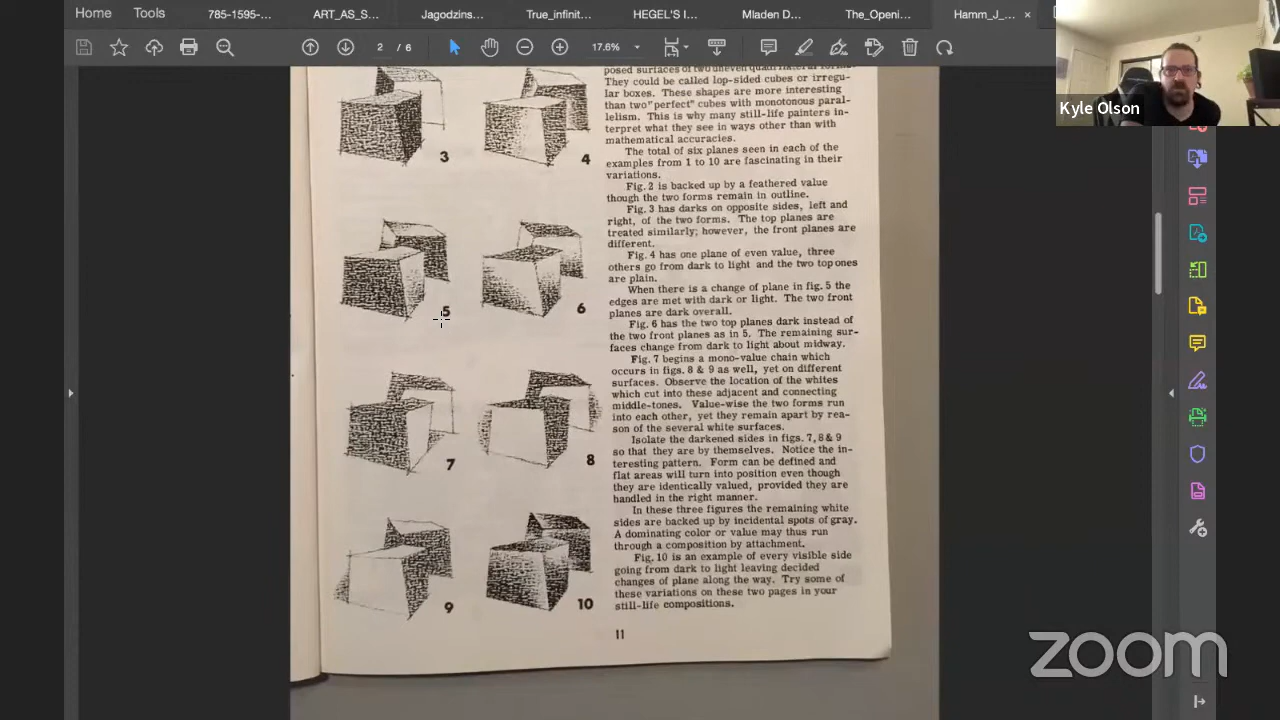 Home
Tools
785-1595-...
ART_AS_S...
Jagodzins...
True_infinit...
HEGEL'S I...
Mladen D...
The_Openi...
Hamm_J_...
×
2 / 6
17.6%
Kyle Olson
3
4
5
6
7
8
9
10
They could be called lop-sided cubes or irregu-
lar boxes. These shapes are more interesting
than two "perfect" cubes with monotonous paral-
lelism. This is why many still-life painters in-
terpret what they see in ways other than with
mathematical accuracies.
The total of six planes seen in each of the
examples from 1 to 10 are fascinating in their
variations.
Fig. 2 is backed up by a feathered value
though the two forms remain in outline.
Fig. 3 has darks on opposite sides, left and
right, of the two forms. The top planes are
treated similarly; however, the front planes are
different.
Fig. 4 has one plane of even value, three
others go from dark to light and the two top ones
are plain.
When there is a change of plane in fig. 5 the
edges are met with dark or light. The two front
planes are dark overall.
Fig. 6 has the two top planes dark instead of
the two front planes as in 5. The remaining sur-
faces change from dark to light about midway.
Fig. 7 begins a mono-value chain which
occurs in figs. 8 & 9 as well, yet on different
surfaces. Observe the location of the whites
which cut into these adjacent and connecting
middle-tones. Value-wise the two forms run
into each other, yet they remain apart by rea-
son of the several white surfaces.
Isolate the darkened sides in figs. 7, 8 & 9
so that they are by themselves. Notice the in-
teresting pattern. Form can be defined and
flat areas will turn into position even though
they are identically valued, provided they are
handled in the right manner.
In these three figures the remaining white
sides are backed up by incidental spots of gray.
A dominating color or value may thus run
through a composition by attachment.
Fig. 10 is an example of every visible side
going from dark to light leaving decided
changes of plane along the way. Try some of
these variations on these two pages in your
still-life compositions.
11
zoom